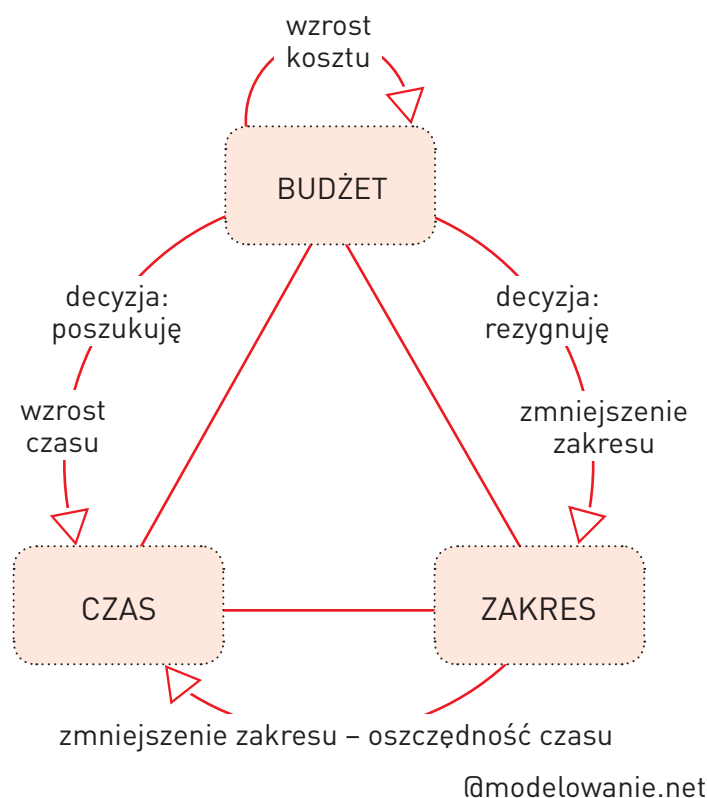 wzrost
kosztu
BUDŻET
decyzja:
poszukuję
decyzja:
rezygnuję
wzrost
czasu
zmniejszenie
zakresu
CZAS
ZAKRES
zmniejszenie zakresu – oszczędność czasu
@modelowanie.net